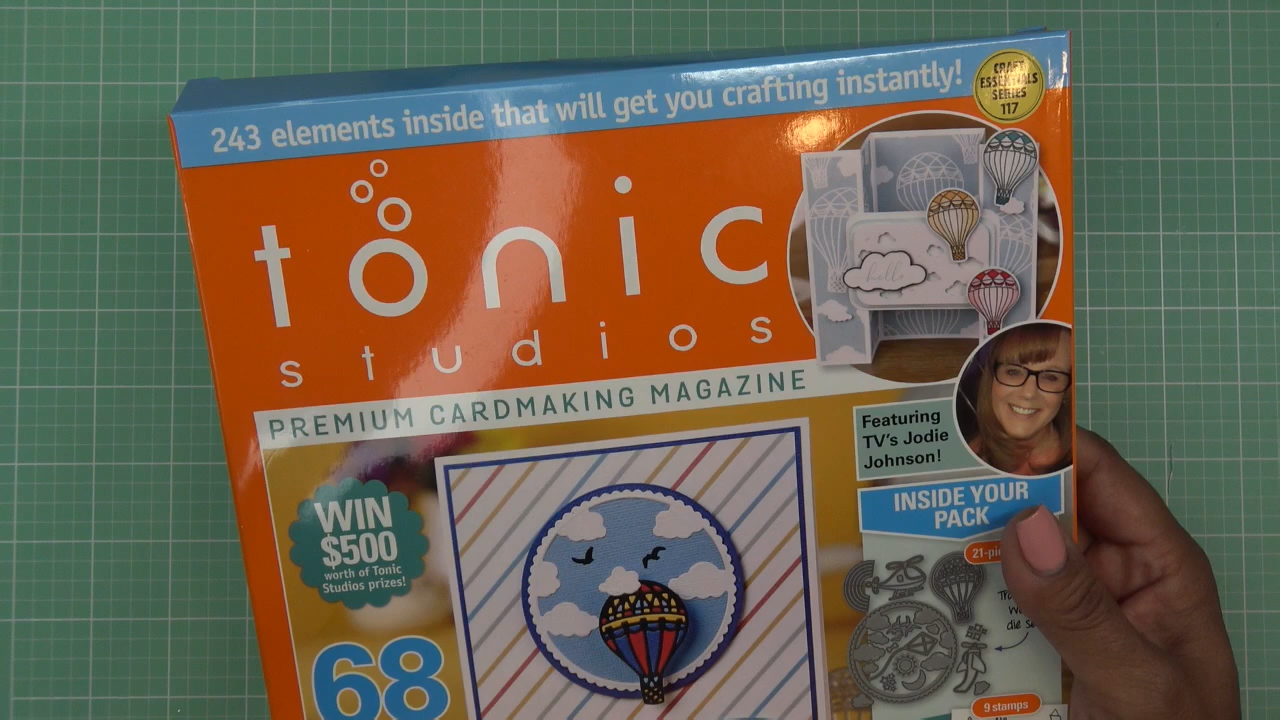 243 elements inside that will get you crafting instantly!
CRAFT
ESSENTIALS
SERIES
117
tonic
studios
PREMIUM CARDMAKING MAGAZINE
hello
Featuring
TV's Jodie
Johnson!
INSIDE YOUR
PACK
WIN
$500
worth of Tonic
Studios prizes!
68
9 stamps